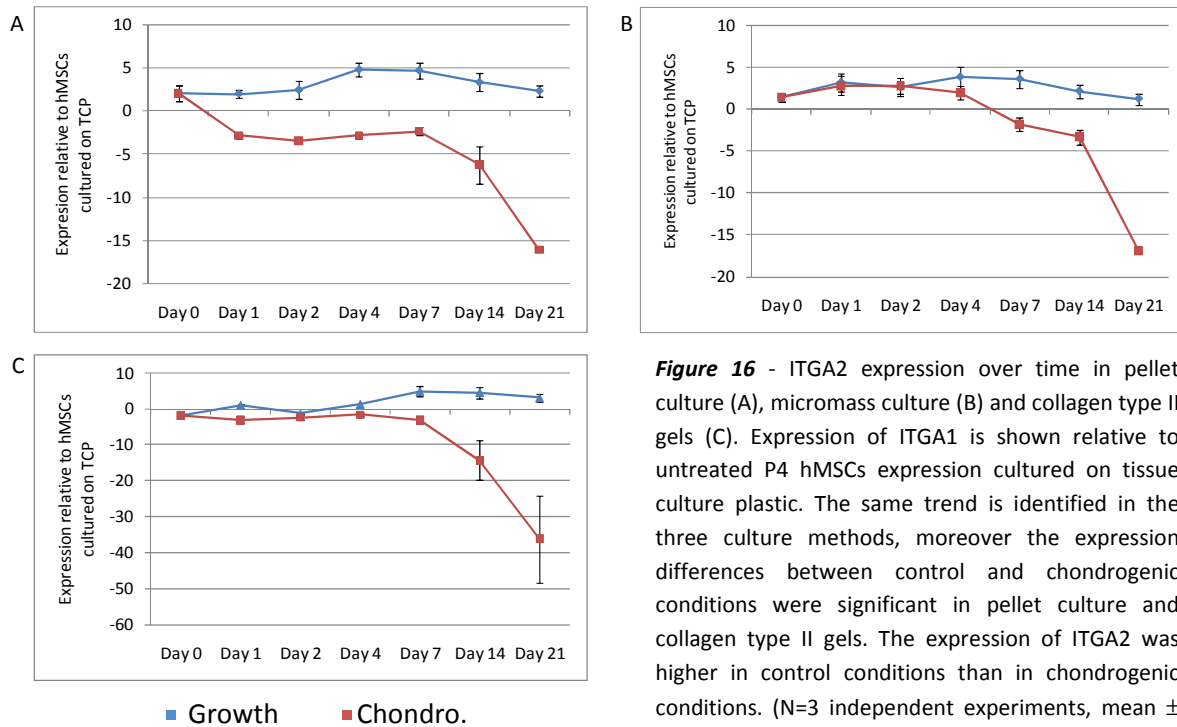 A
Expresion relative to hMSCs
cultured on TCP
10
5
0
-5
-10
-15
-20
Day 0 Day 1 Day 2 Day 4 Day 7 Day 14 Day 21
B
Expression relative to hMSCs
cultured on TCP
10
5
0
-5
-10
-15
-20
Day 0 Day 1 Day 2 Day 4 Day 7 Day 14 Day 21
C
Expression relative to hMSCs
cultured on TCP
10
0
-10
-20
-30
-40
-50
-60
Day 0 Day 1 Day 2 Day 4 Day 7 Day 14 Day 21
Growth Chondro.
Figure 16 - ITGA2 expression over time in pellet
culture (A), micromass culture (B) and collagen type II
gels (C). Expression of ITGA1 is shown relative to
untreated P4 hMSCs expression cultured on tissue
culture plastic. The same trend is identified in the
three culture methods, moreover the expression
differences between control and chondrogenic
conditions were significant in pellet culture and
collagen type II gels. The expression of ITGA2 was
higher in control conditions than in chondrogenic
conditions. (N=3 independent experiments, mean ±